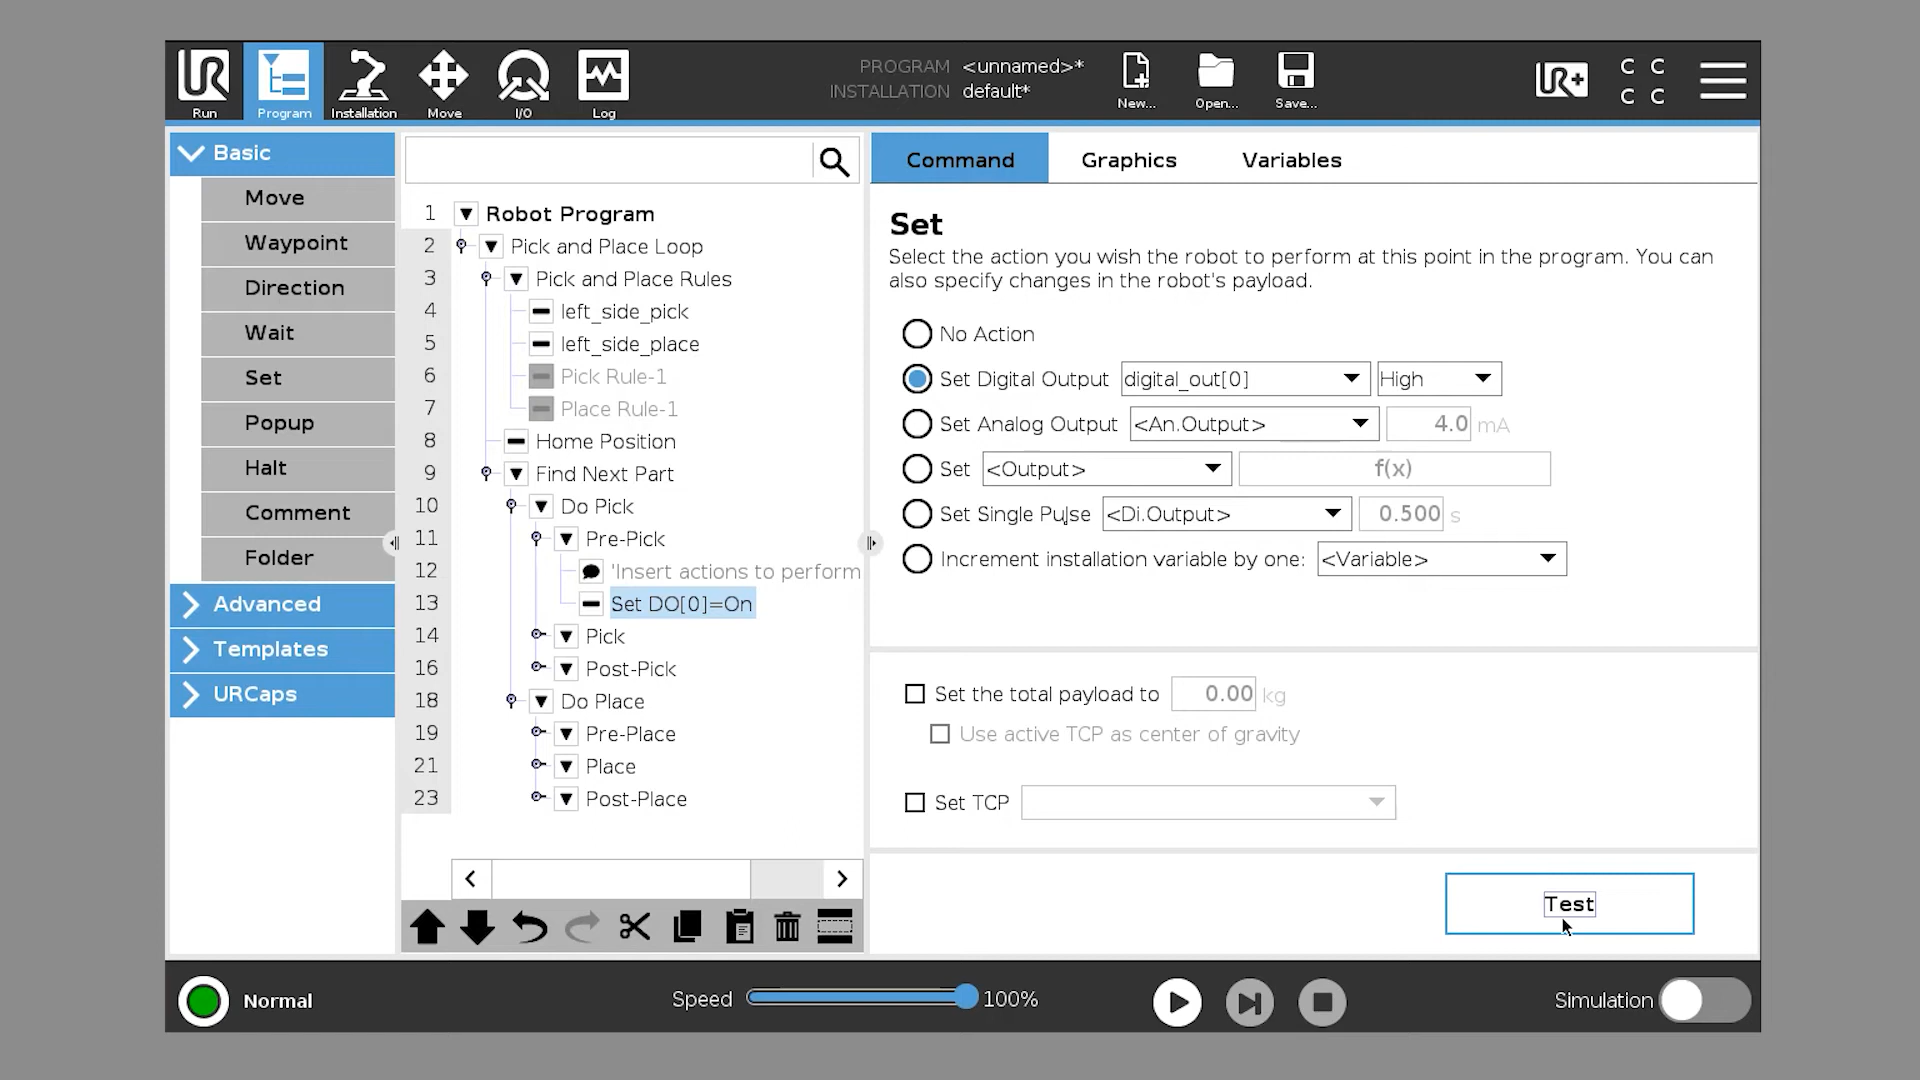 PROGRAM <unnamed>*
INSTALLATION default*
Run Program Installation Move I/O Log
New... Open... Save...
UR+
C C
C C
Basic
Move
Waypoint
Direction
Wait
Set
Popup
Halt
Comment
Folder
Advanced
Templates
URCaps
1 Robot Program
2 Pick and Place Loop
3 Pick and Place Rules
4 left_side_pick
5 left_side_place
6 Pick Rule-1
7 Place Rule-1
8 Home Position
9 Find Next Part
10 Do Pick
11 Pre-Pick
12 'Insert actions to perform
13 Set DO[0]=On
14 Pick
16 Post-Pick
18 Do Place
19 Pre-Place
21 Place
23 Post-Place
Command Graphics Variables
Set
Select the action you wish the robot to perform at this point in the program. You can
also specify changes in the robot's payload.
No Action
Set Digital Output digital_out[0] High
Set Analog Output <An.Output> 4.0 mA
Set <Output> f(x)
Set Single Pulse <Di.Output> 0.500 s
Increment installation variable by one: <Variable>
Set the total payload to 0.00 kg
Use active TCP as center of gravity
Set TCP
Test
Normal
Speed 100%
Simulation